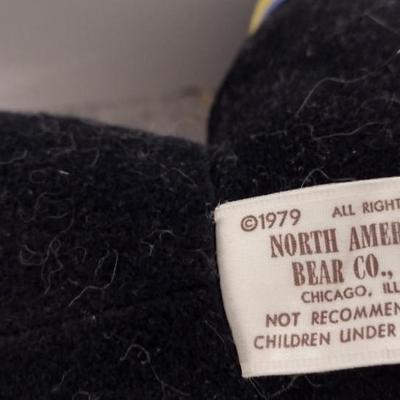 ©1979 ALL RIGHT
NORTH AMER
BEAR CO.,
CHICAGO, ILL
NOT RECOMMEN
CHILDREN UNDER